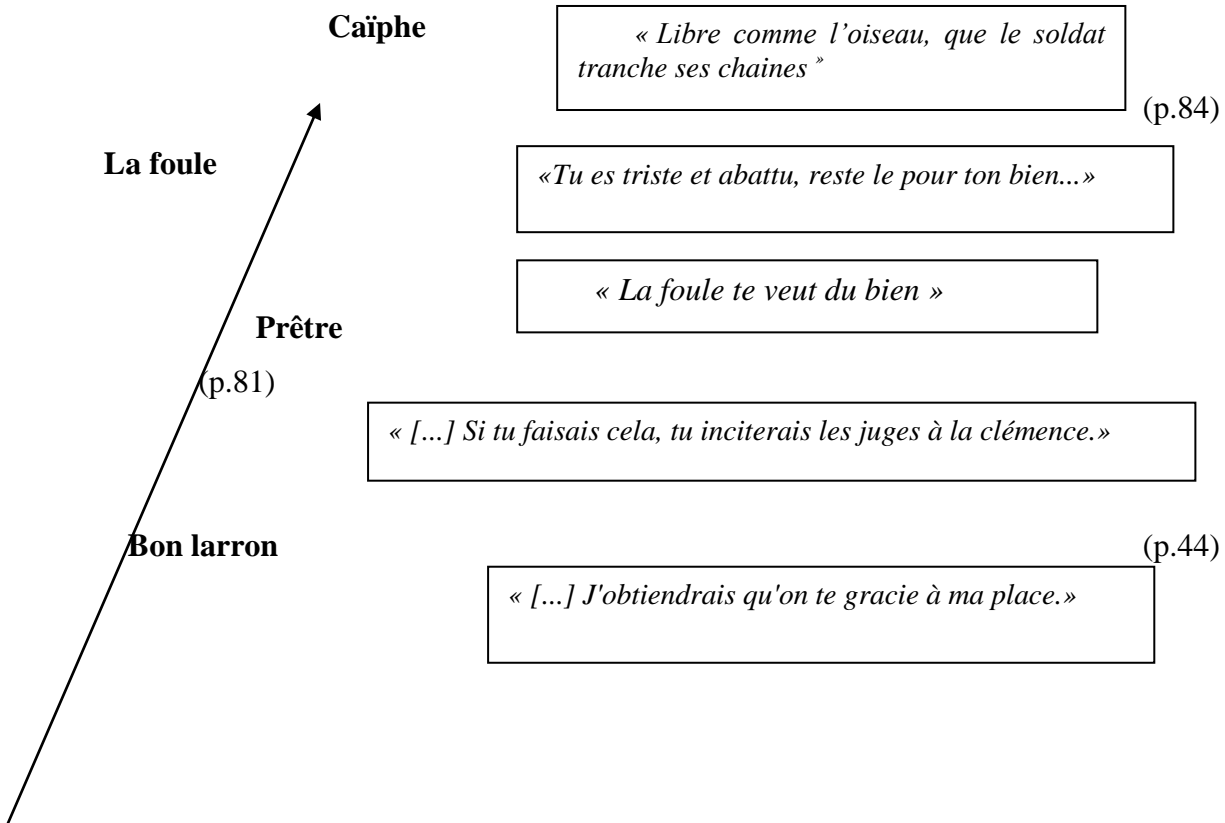 Caïphe
« Libre comme l’oiseau, que le soldat
tranche ses chaines »
(p.84)
La foule
«Tu es triste et abattu, reste le pour ton bien...»
« La foule te veut du bien »
Prêtre
(p.81)
« [...] Si tu faisais cela, tu inciterais les juges à la clémence.»
Bon larron
(p.44)
« [...] J'obtiendrais qu'on te gracie à ma place.»